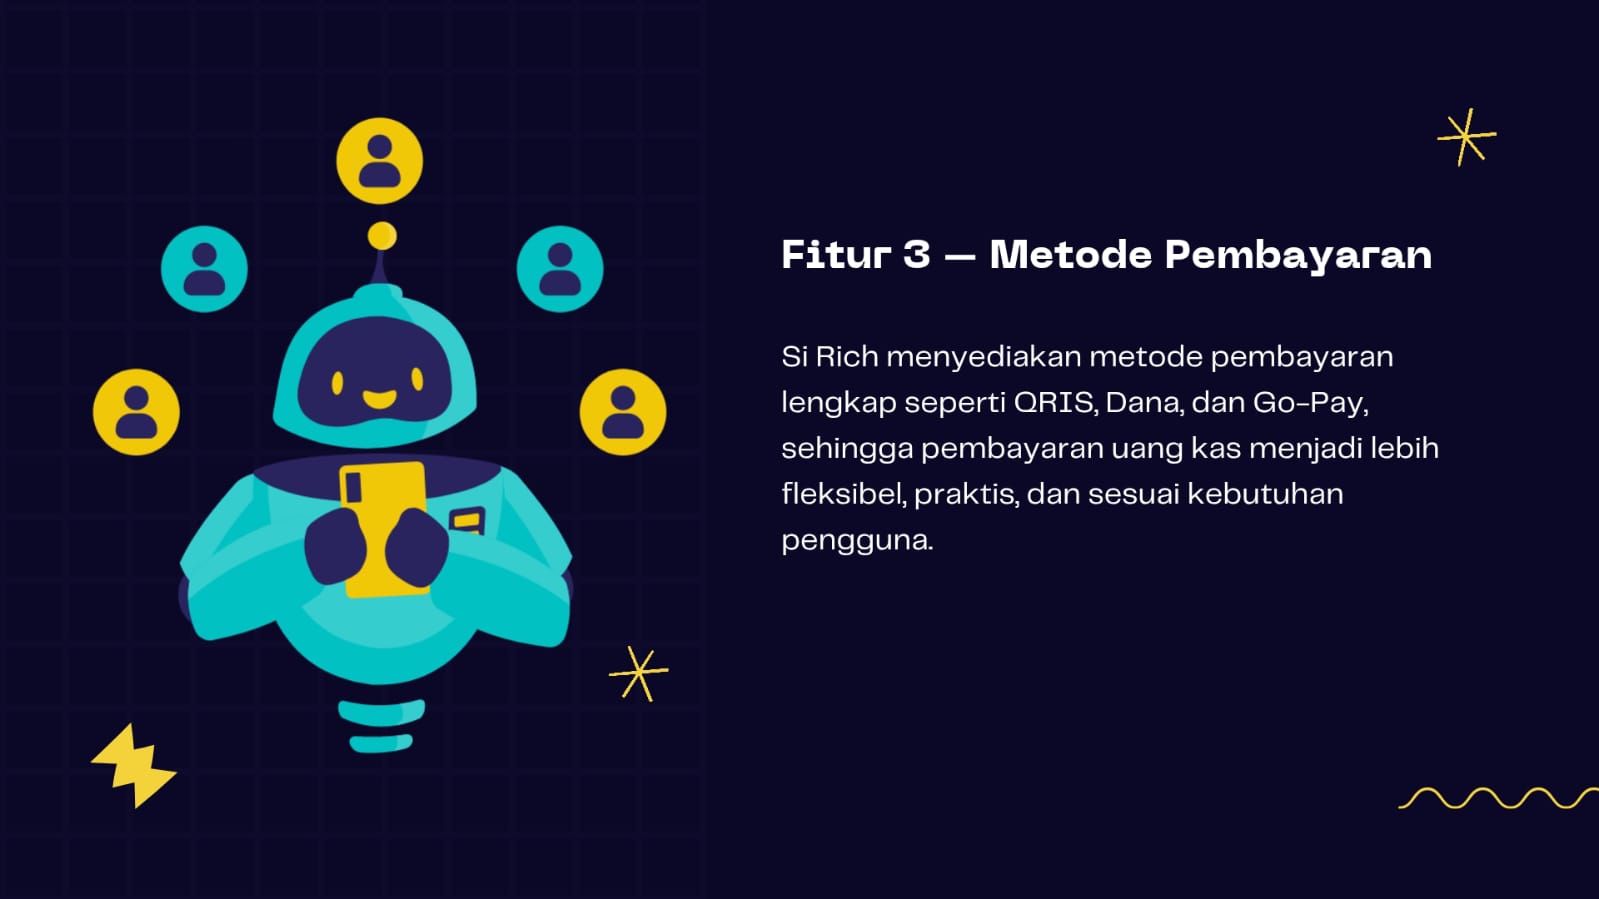 Fitur 3 — Metode Pembayaran
Si Rich menyediakan metode pembayaran
lengkap seperti QRIS, Dana, dan Go-Pay,
sehingga pembayaran uang kas menjadi lebih
fleksibel, praktis, dan sesuai kebutuhan
pengguna.